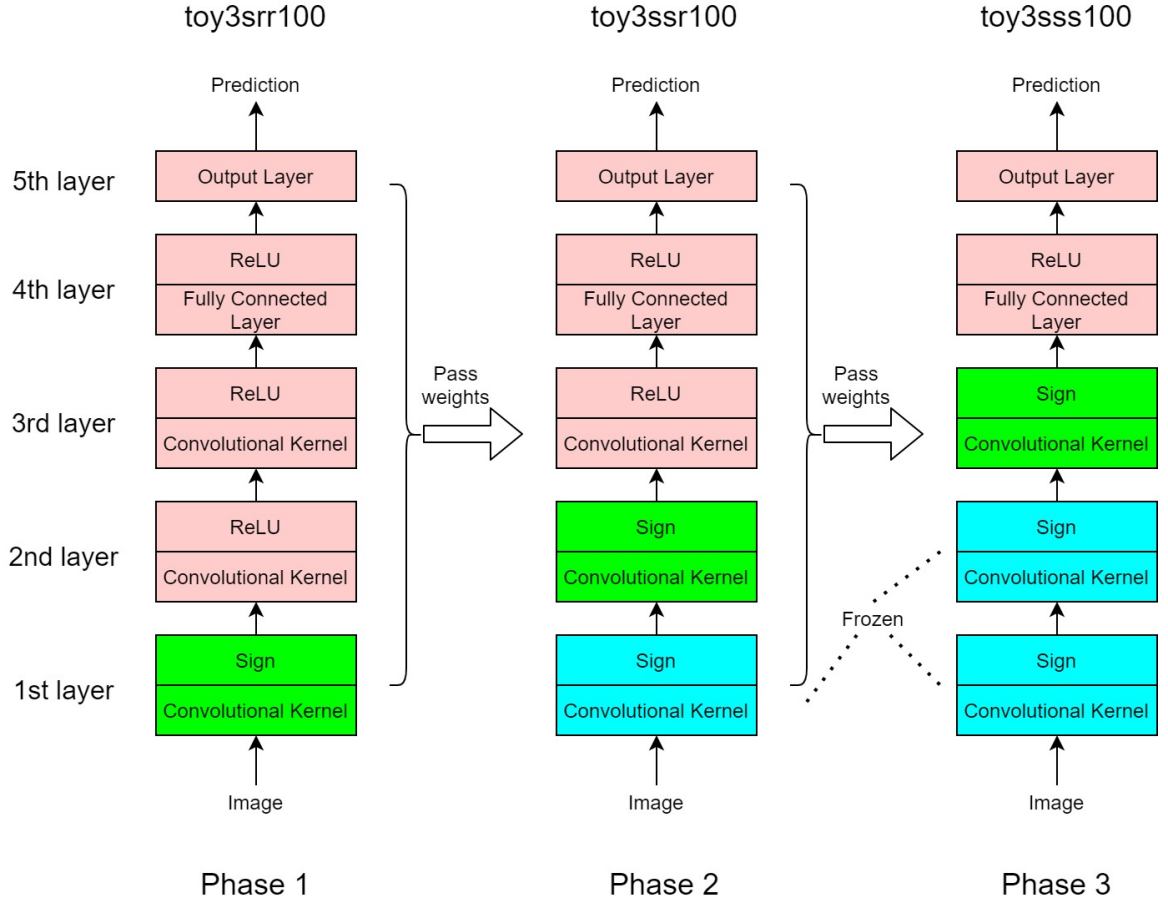 toy3srr100
toy3ssr100
toy3sss100
Prediction
Prediction
Prediction
5th layer
Output Layer
Output Layer
Output Layer
4th layer
ReLU
Fully Connected
Layer
ReLU
Fully Connected
Layer
ReLU
Fully Connected
Layer
3rd layer
ReLU
Convolutional Kernel
Pass
weights
ReLU
Convolutional Kernel
Pass
weights
Sign
Convolutional Kernel
2nd layer
ReLU
Convolutional Kernel
Sign
Convolutional Kernel
Sign
Convolutional Kernel
Frozen
1st layer
Sign
Convolutional Kernel
Sign
Convolutional Kernel
Sign
Convolutional Kernel
Image
Image
Image
Phase 1
Phase 2
Phase 3